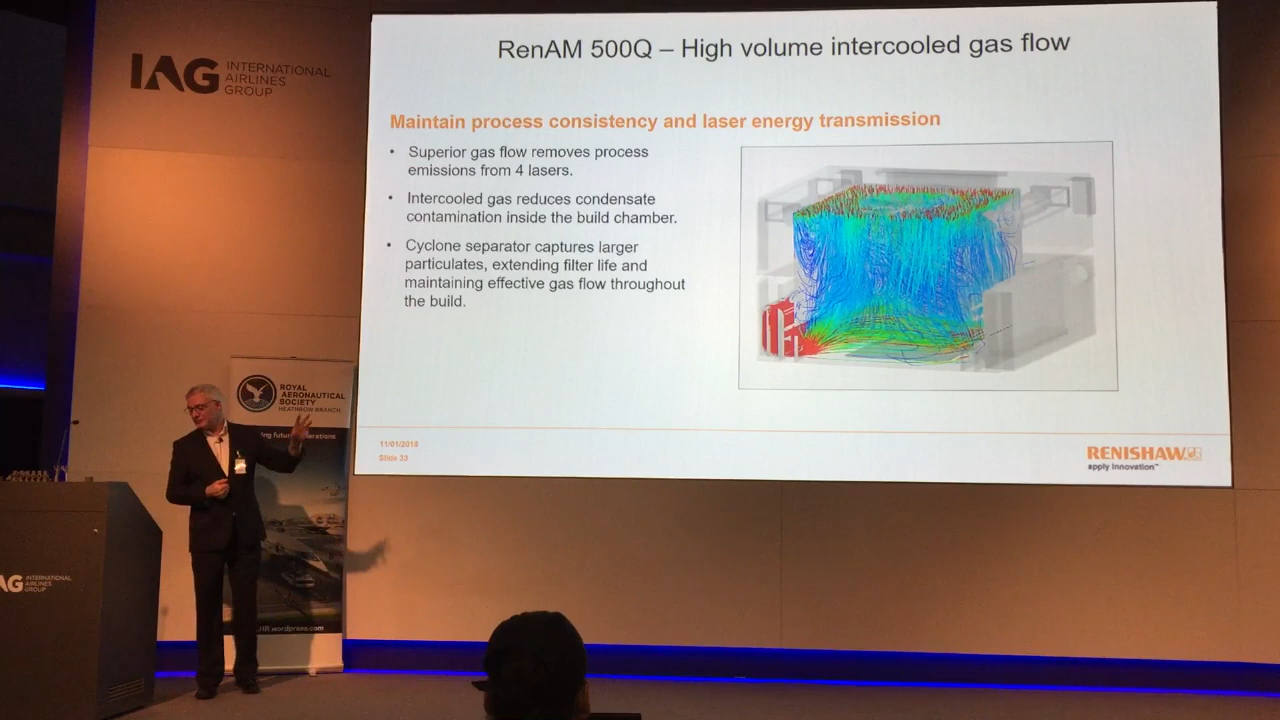 IAG INTERNATIONAL
AIRLINES
GROUP
RenAM 500Q – High volume intercooled gas flow
Maintain process consistency and laser energy transmission
• Superior gas flow removes process
emissions from 4 lasers.
• Intercooled gas reduces condensate
contamination inside the build chamber.
• Cyclone separator captures larger
particulates, extending filter life and
maintaining effective gas flow throughout
the build.
11/01/2018
Slide 33
RENISHAW
apply innovation™
ROYAL
AERONAUTICAL
SOCIETY
HEATHROW BRANCH
AG INTERNATIONAL
AIRLINES
GROUP
.wordpress.com